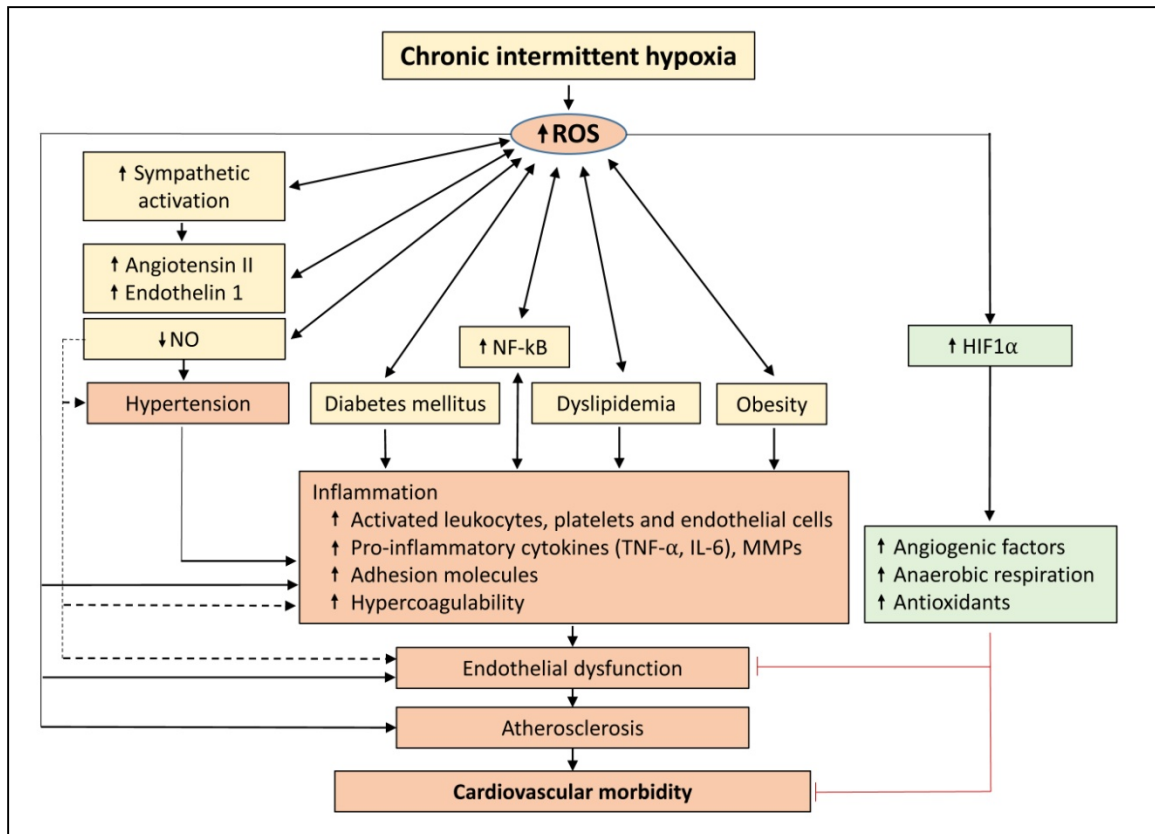 Chronic intermittent hypoxia
↑ ROS
↑ Sympathetic
activation
↑ Angiotensin II
↑ Endothelin 1
↓ NO
Hypertension
↑ NF-kB
Diabetes mellitus
Dyslipidemia
Obesity
↑ HIF1α
Inflammation
↑ Activated leukocytes, platelets and endothelial cells
↑ Pro-inflammatory cytokines (TNF-α, IL-6), MMPs
↑ Adhesion molecules
↑ Hypercoagulability
↑ Angiogenic factors
↑ Anaerobic respiration
↑ Antioxidants
Endothelial dysfunction
Atherosclerosis
Cardiovascular morbidity